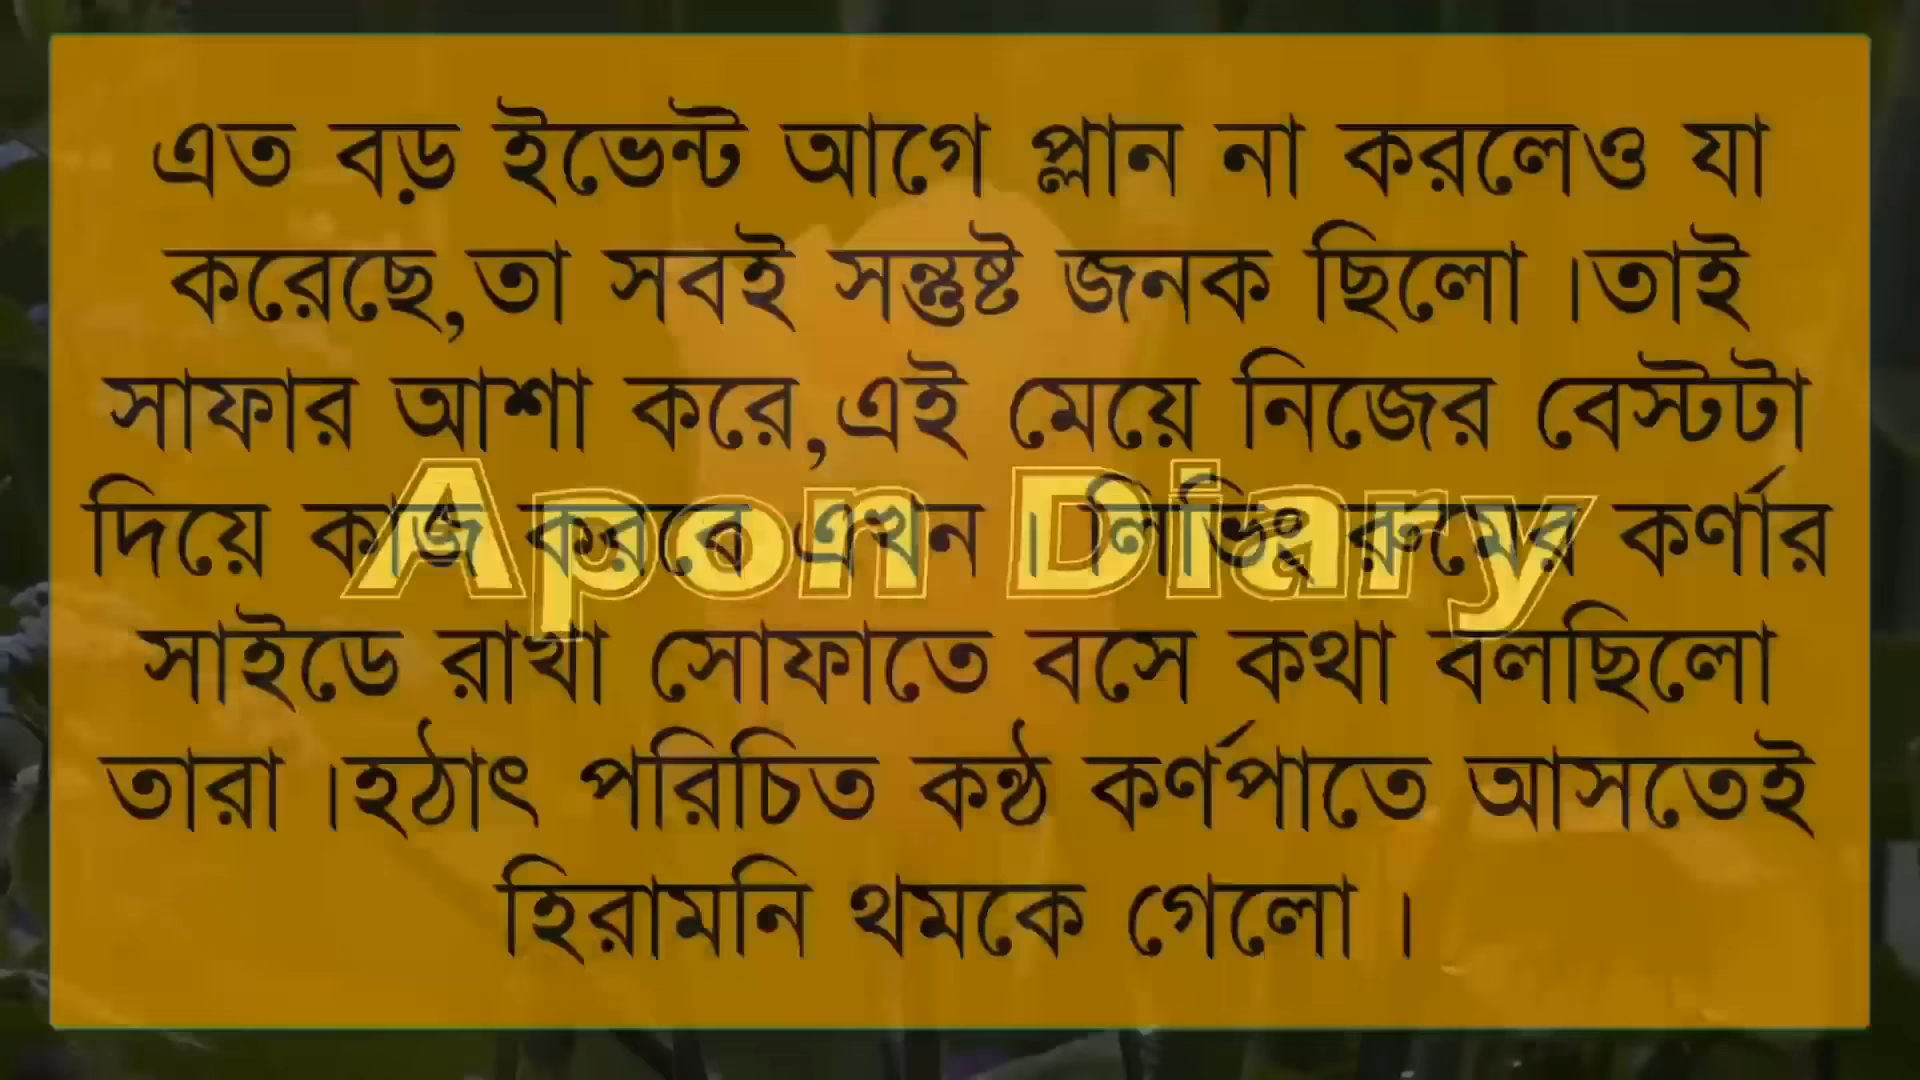 এত বড় ইভেন্ট আগে প্লান না করলেও যা
করেছে,তা সবই সন্তুষ্ট জনক ছিলো ।তাই
সাফার আশা করে,এই মেয়ে নিজের বেস্টটা
দিয়ে কাজ করবে এখন । লিভিং রুমের কর্ণার
Apon Diary
সাইডে রাখা সোফাতে বসে কথা বলছিলো
তারা ।হঠাৎ পরিচিত কন্ঠ কর্ণপাতে আসতেই
হিরামনি থমকে গেলো ।